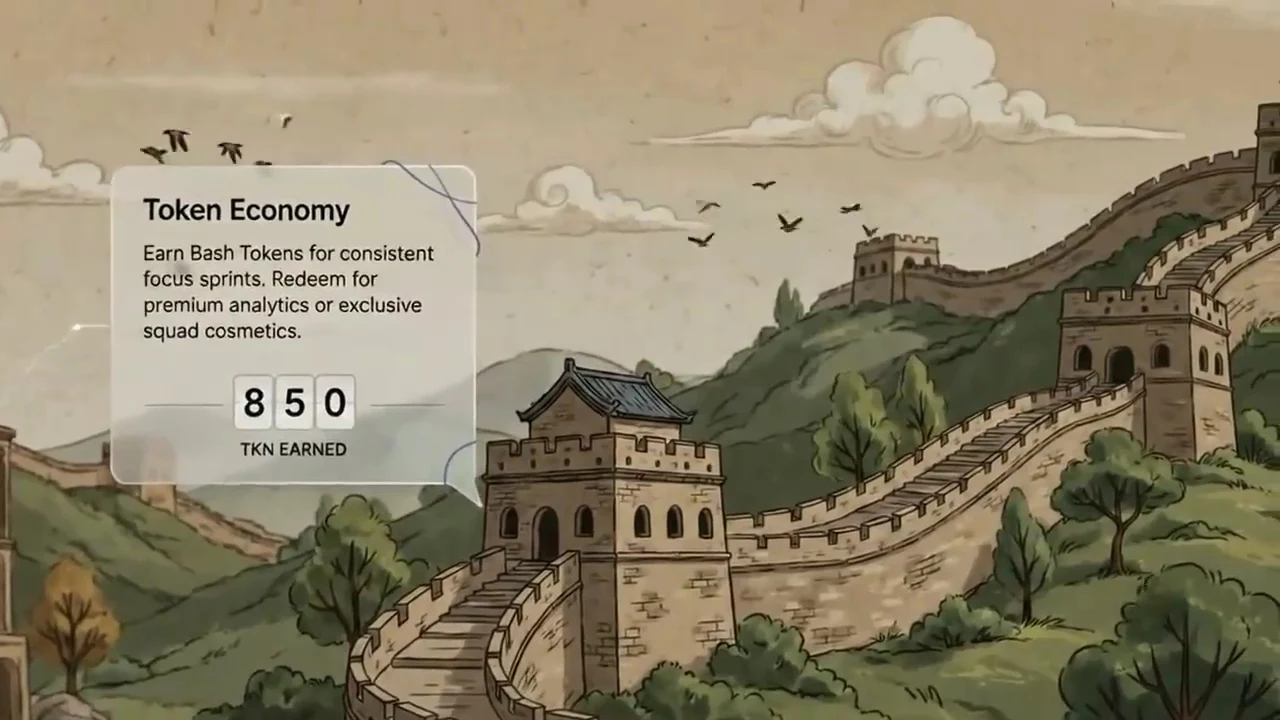 Token Economy
Earn Bash Tokens for consistent
focus sprints. Redeem for
premium analytics or exclusive
squad cosmetics.
850
TKN EARNED